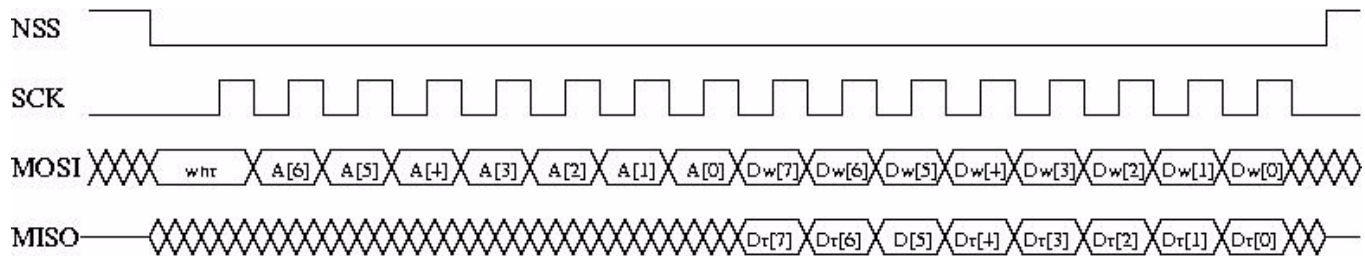 NSS
SCK
MOSI whr A[6] A[5] A[4] A[3] A[2] A[1] A[0] Dw[7] Dw[6] Dw[5] Dw[4] Dw[3] Dw[2] Dw[1] Dw[0]
MISO Dr[7] Dr[6] D[5] Dr[4] Dr[3] Dr[2] Dr[1] Dr[0]